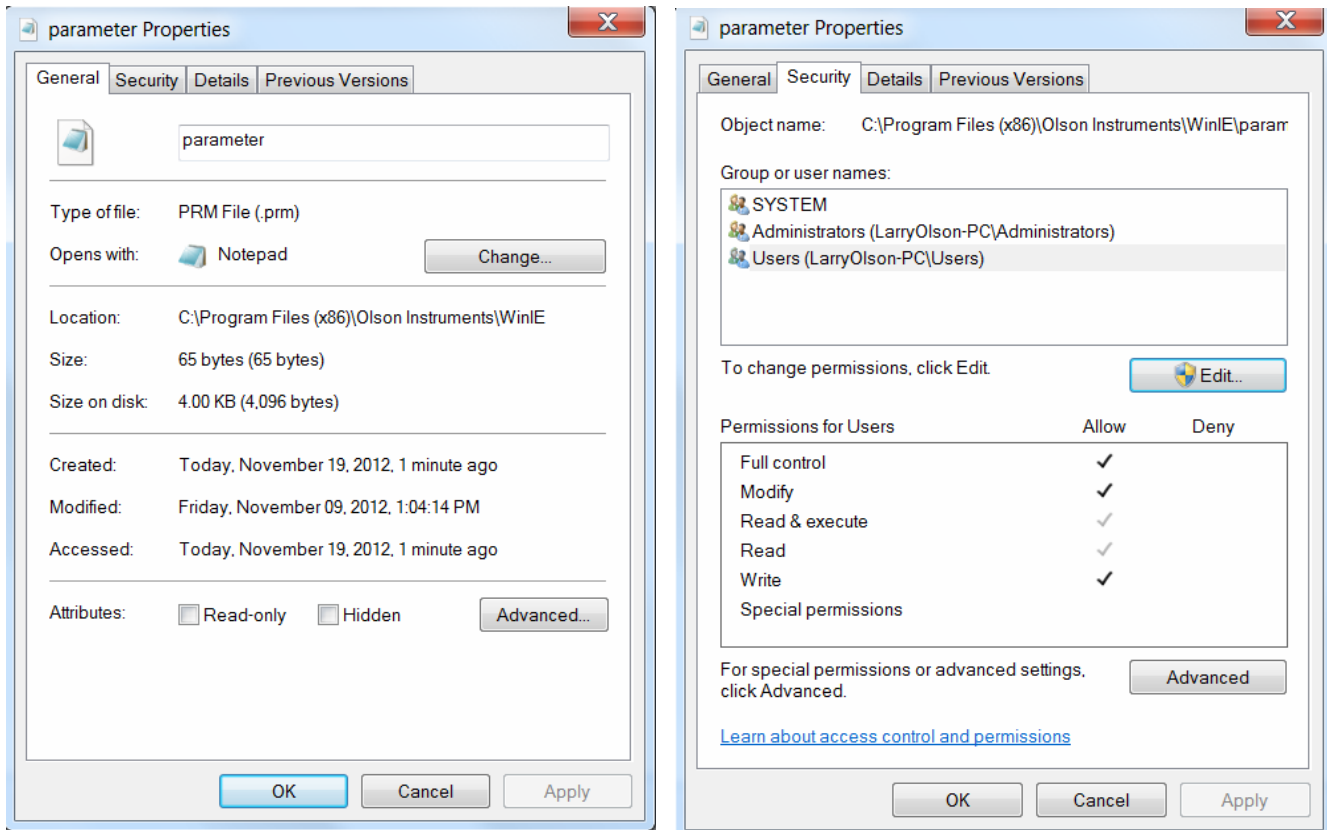 parameter Properties
General Security Details Previous Versions
parameter
Type of file: PRM File (.prm)
Opens with: Notepad Change...
Location: C:\Program Files (x86)\Olson Instruments\WinIE
Size: 65 bytes (65 bytes)
Size on disk: 4.00 KB (4,096 bytes)
Created: Today, November 19, 2012, 1 minute ago
Modified: Friday, November 09, 2012, 1:04:14 PM
Accessed: Today, November 19, 2012, 1 minute ago
Attributes: Read-only Hidden Advanced...
OK Cancel Apply
parameter Properties
General Security Details Previous Versions
Object name: C:\Program Files (x86)\Olson Instruments\WinIE\param
Group or user names:
SYSTEM
Administrators (LarryOlson-PC\Administrators)
Users (LarryOlson-PC\Users)
To change permissions, click Edit. Edit...
Permissions for Users Allow Deny
Full control
Modify
Read & execute
Read
Write
Special permissions
For special permissions or advanced settings,
click Advanced. Advanced
Learn about access control and permissions
OK Cancel Apply